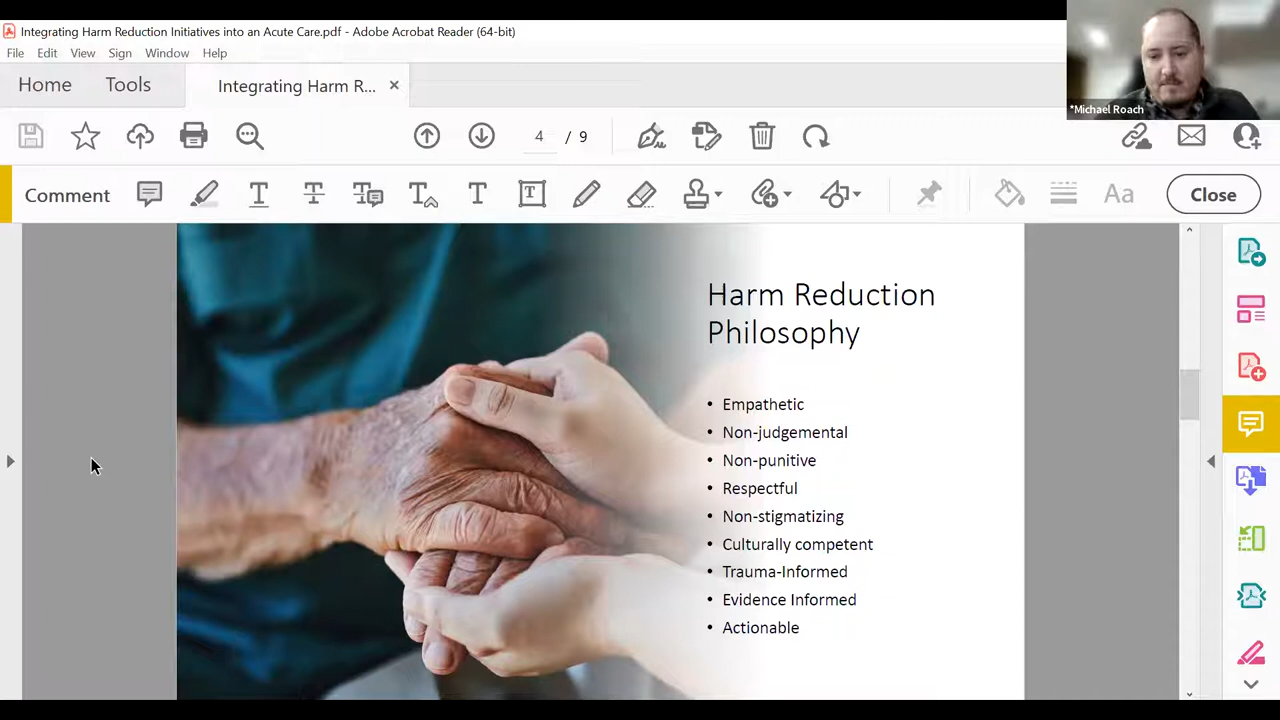 Integrating Harm Reduction Initiatives into an Acute Care.pdf - Adobe Acrobat Reader (64-bit)
File Edit View Sign Window Help
Home Tools Integrating Harm R... ×
4 / 9
Comment
Aa
Close
*Michael Roach
Harm Reduction
Philosophy
• Empathetic
• Non-judgemental
• Non-punitive
• Respectful
• Non-stigmatizing
• Culturally competent
• Trauma-Informed
• Evidence Informed
• Actionable